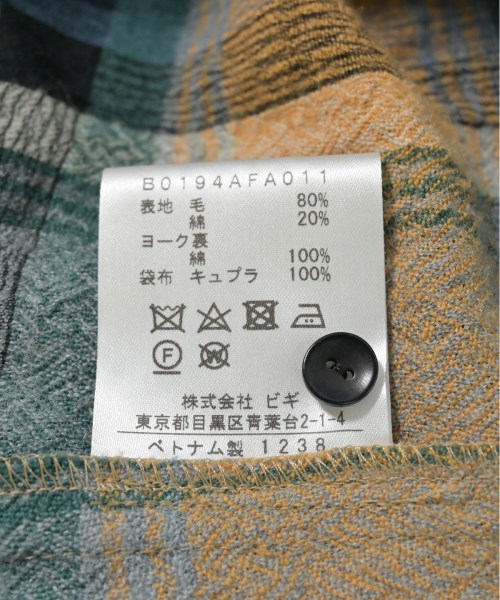 B0194AFA011
表地 毛 80%
綿 20%
ヨーク裏
綿 100%
袋布 キュプラ 100%
F W
株式会社 ビギ
東京都目黒区青葉台2-1-4
ベトナム製 1238